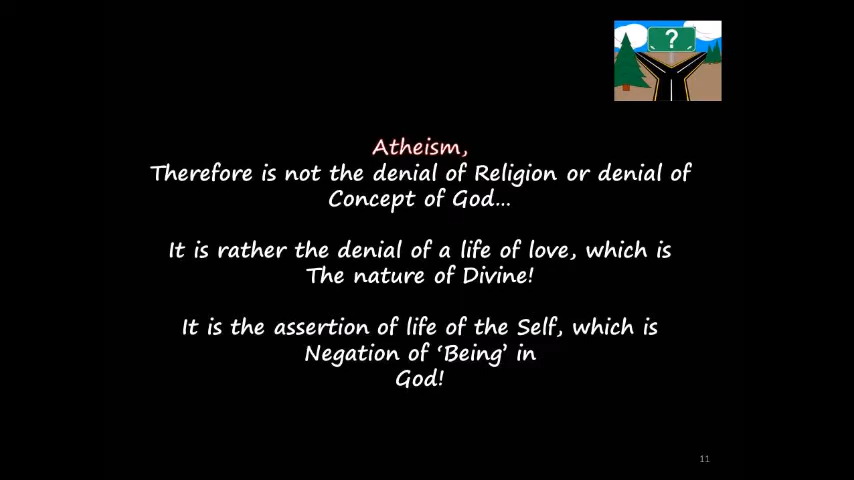 ?
Atheism,
Therefore is not the denial of Religion or denial of
Concept of God...
It is rather the denial of a life of love, which is
The nature of Divine!
It is the assertion of life of the Self, which is
Negation of ‘Being’ in
God!
11